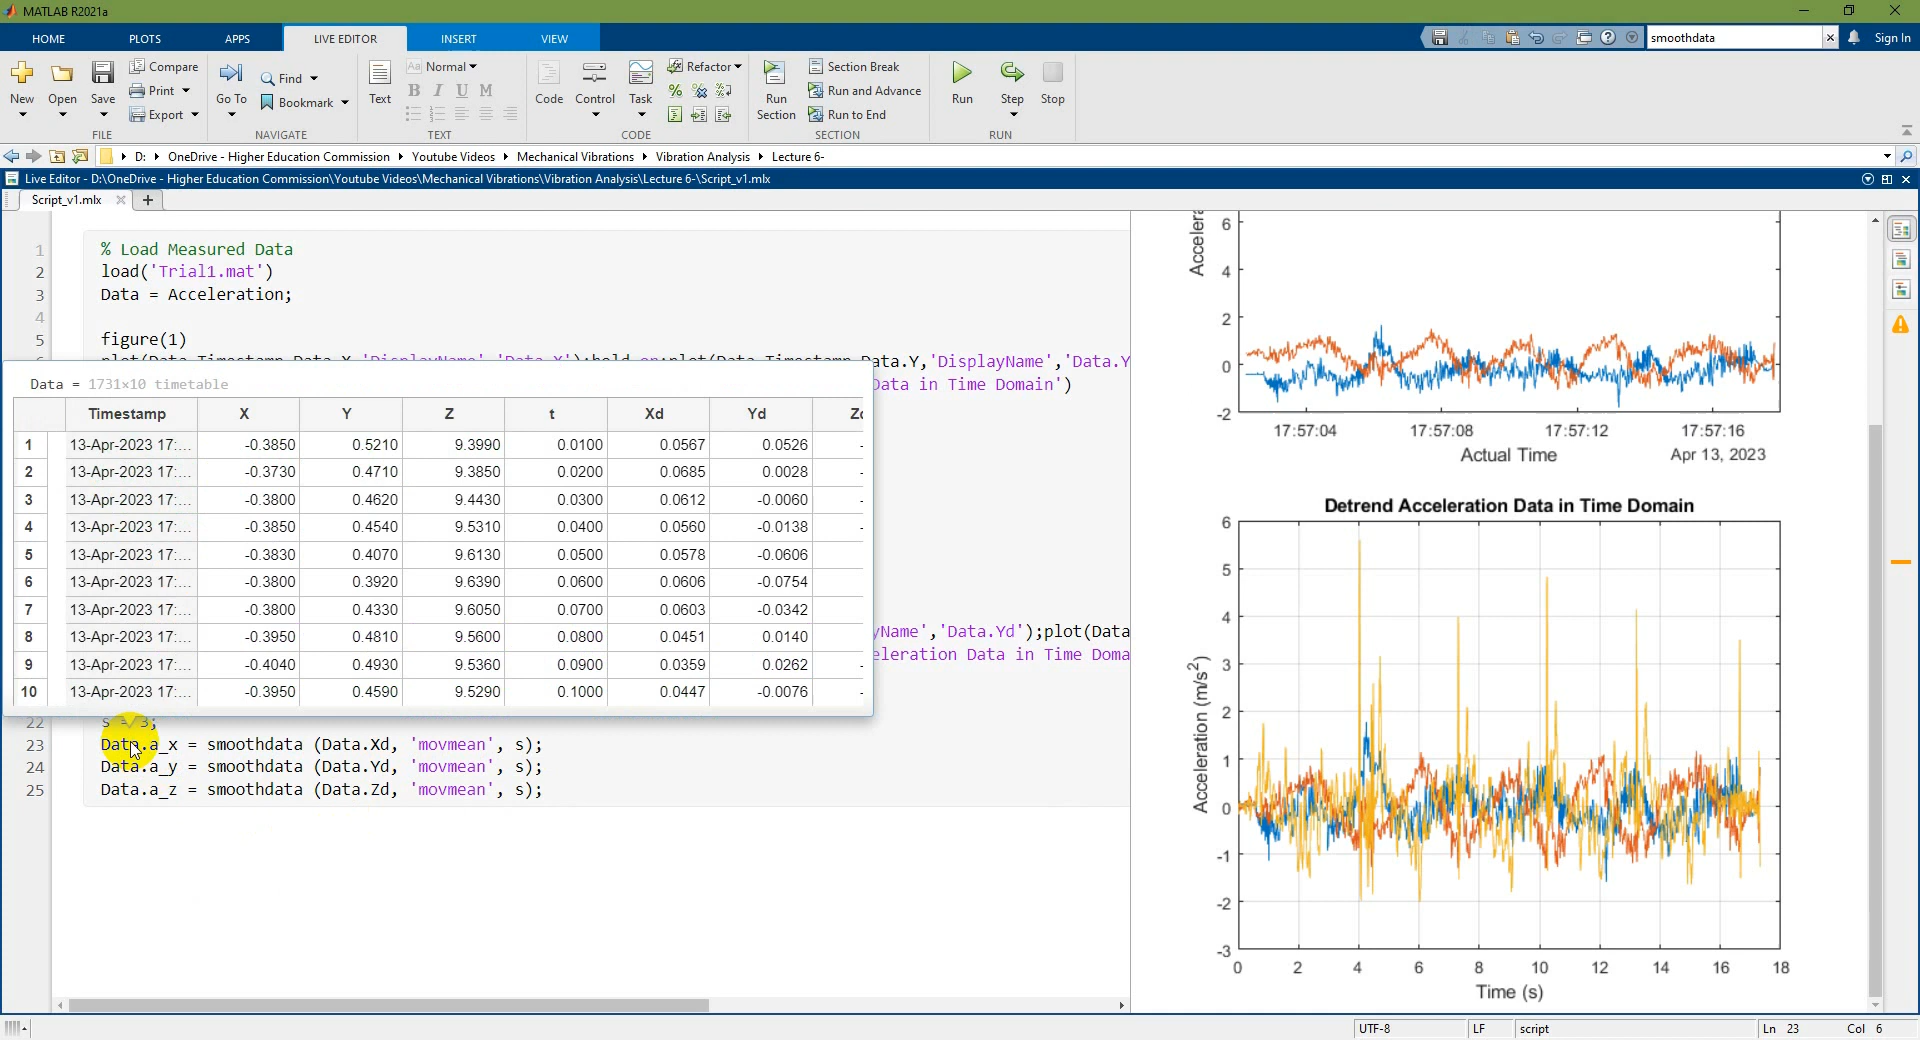 MATLAB R2021a
HOME PLOTS APPS LIVE EDITOR INSERT VIEW smoothdata Sign In
New Open Save Compare Print Export
FILE
Go To Find Bookmark
NAVIGATE
Text Aa Normal B I U M
TEXT
Code Control Task Refactor
CODE
Run Section Section Break Run and Advance Run to End
SECTION
Run Step Stop
RUN
D: OneDrive - Higher Education Commission Youtube Videos Mechanical Vibrations Vibration Analysis Lecture 6-
Live Editor - D:\OneDrive - Higher Education Commission\Youtube Videos\Mechanical Vibrations\Vibration Analysis\Lecture 6-\Script_v1.mlx
Script_v1.mlx
1 % Load Measured Data
2 load('Trial1.mat')
3 Data = Acceleration;
4
5 figure(1)
Data.Y,'DisplayName','Data.Y
Data in Time Domain')
Data = 1731x10 timetable
Timestamp X Y Z t Xd Yd
1 13-Apr-2023 17:... -0.3850 0.5210 9.3990 0.0100 0.0567 0.0526 -
2 13-Apr-2023 17:... -0.3730 0.4710 9.3850 0.0200 0.0685 0.0028 -
3 13-Apr-2023 17:... -0.3800 0.4620 9.4430 0.0300 0.0612 -0.0060 -
4 13-Apr-2023 17:... -0.3850 0.4540 9.5310 0.0400 0.0560 -0.0138 -
5 13-Apr-2023 17:... -0.3830 0.4070 9.6130 0.0500 0.0578 -0.0606 -
6 13-Apr-2023 17:... -0.3800 0.3920 9.6390 0.0600 0.0606 -0.0754 -
7 13-Apr-2023 17:... -0.3800 0.4330 9.6050 0.0700 0.0603 -0.0342 -
8 13-Apr-2023 17:... -0.3950 0.4810 9.5600 0.0800 0.0451 0.0140 -
9 13-Apr-2023 17:... -0.4040 0.4930 9.5360 0.0900 0.0359 0.0262 -
10 13-Apr-2023 17:... -0.3950 0.4590 9.5290 0.1000 0.0447 -0.0076 -
yName','Data.Yd');plot(Data
eleration Data in Time Doma
22 s = 3;
23 Data.a_x = smoothdata (Data.Xd, 'movmean', s);
24 Data.a_y = smoothdata (Data.Yd, 'movmean', s);
25 Data.a_z = smoothdata (Data.Zd, 'movmean', s);
Accelera
6
4
2
0
-2
17:57:04 17:57:08 17:57:12 17:57:16
Actual Time Apr 13, 2023
Detrend Acceleration Data in Time Domain
Acceleration (m/s2)
6
5
4
3
2
1
0
-1
-2
-3
0 2 4 6 8 10 12 14 16 18
Time (s)
UTF-8 LF script Ln 23 Col 6